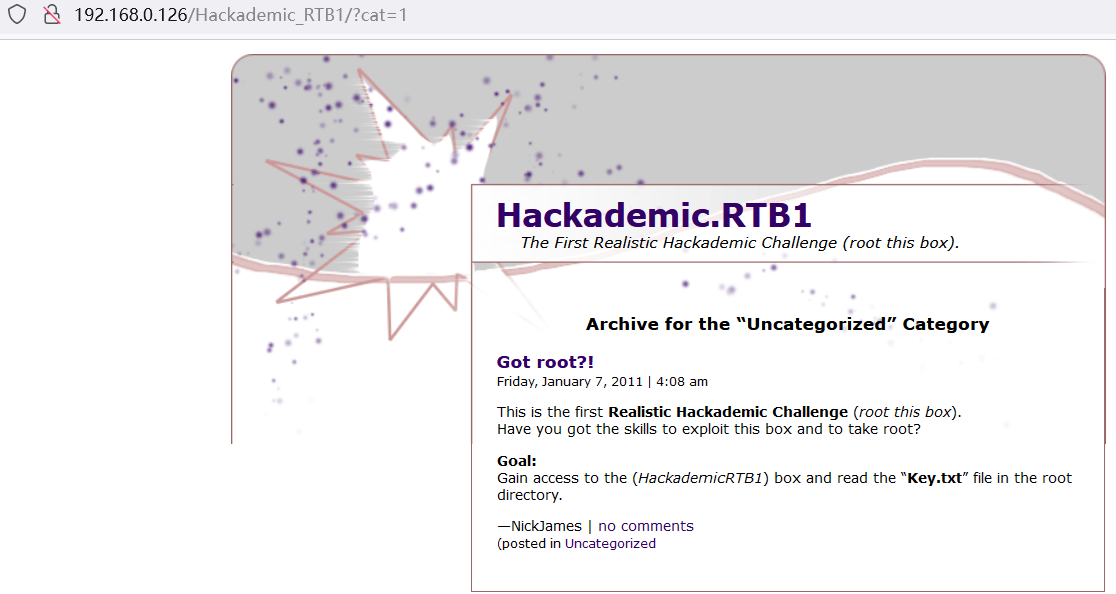 192.168.0.126/Hackademic_RTB1/?cat=1
Hackademic.RTB1
The First Realistic Hackademic Challenge (root this box).
Archive for the “Uncategorized” Category
Got root?!
Friday, January 7, 2011 | 4:08 am
This is the first Realistic Hackademic Challenge (root this box).
Have you got the skills to exploit this box and to take root?
Goal:
Gain access to the (HackademicRTB1) box and read the “Key.txt” file in the root
directory.
—NickJames | no comments
(posted in Uncategorized